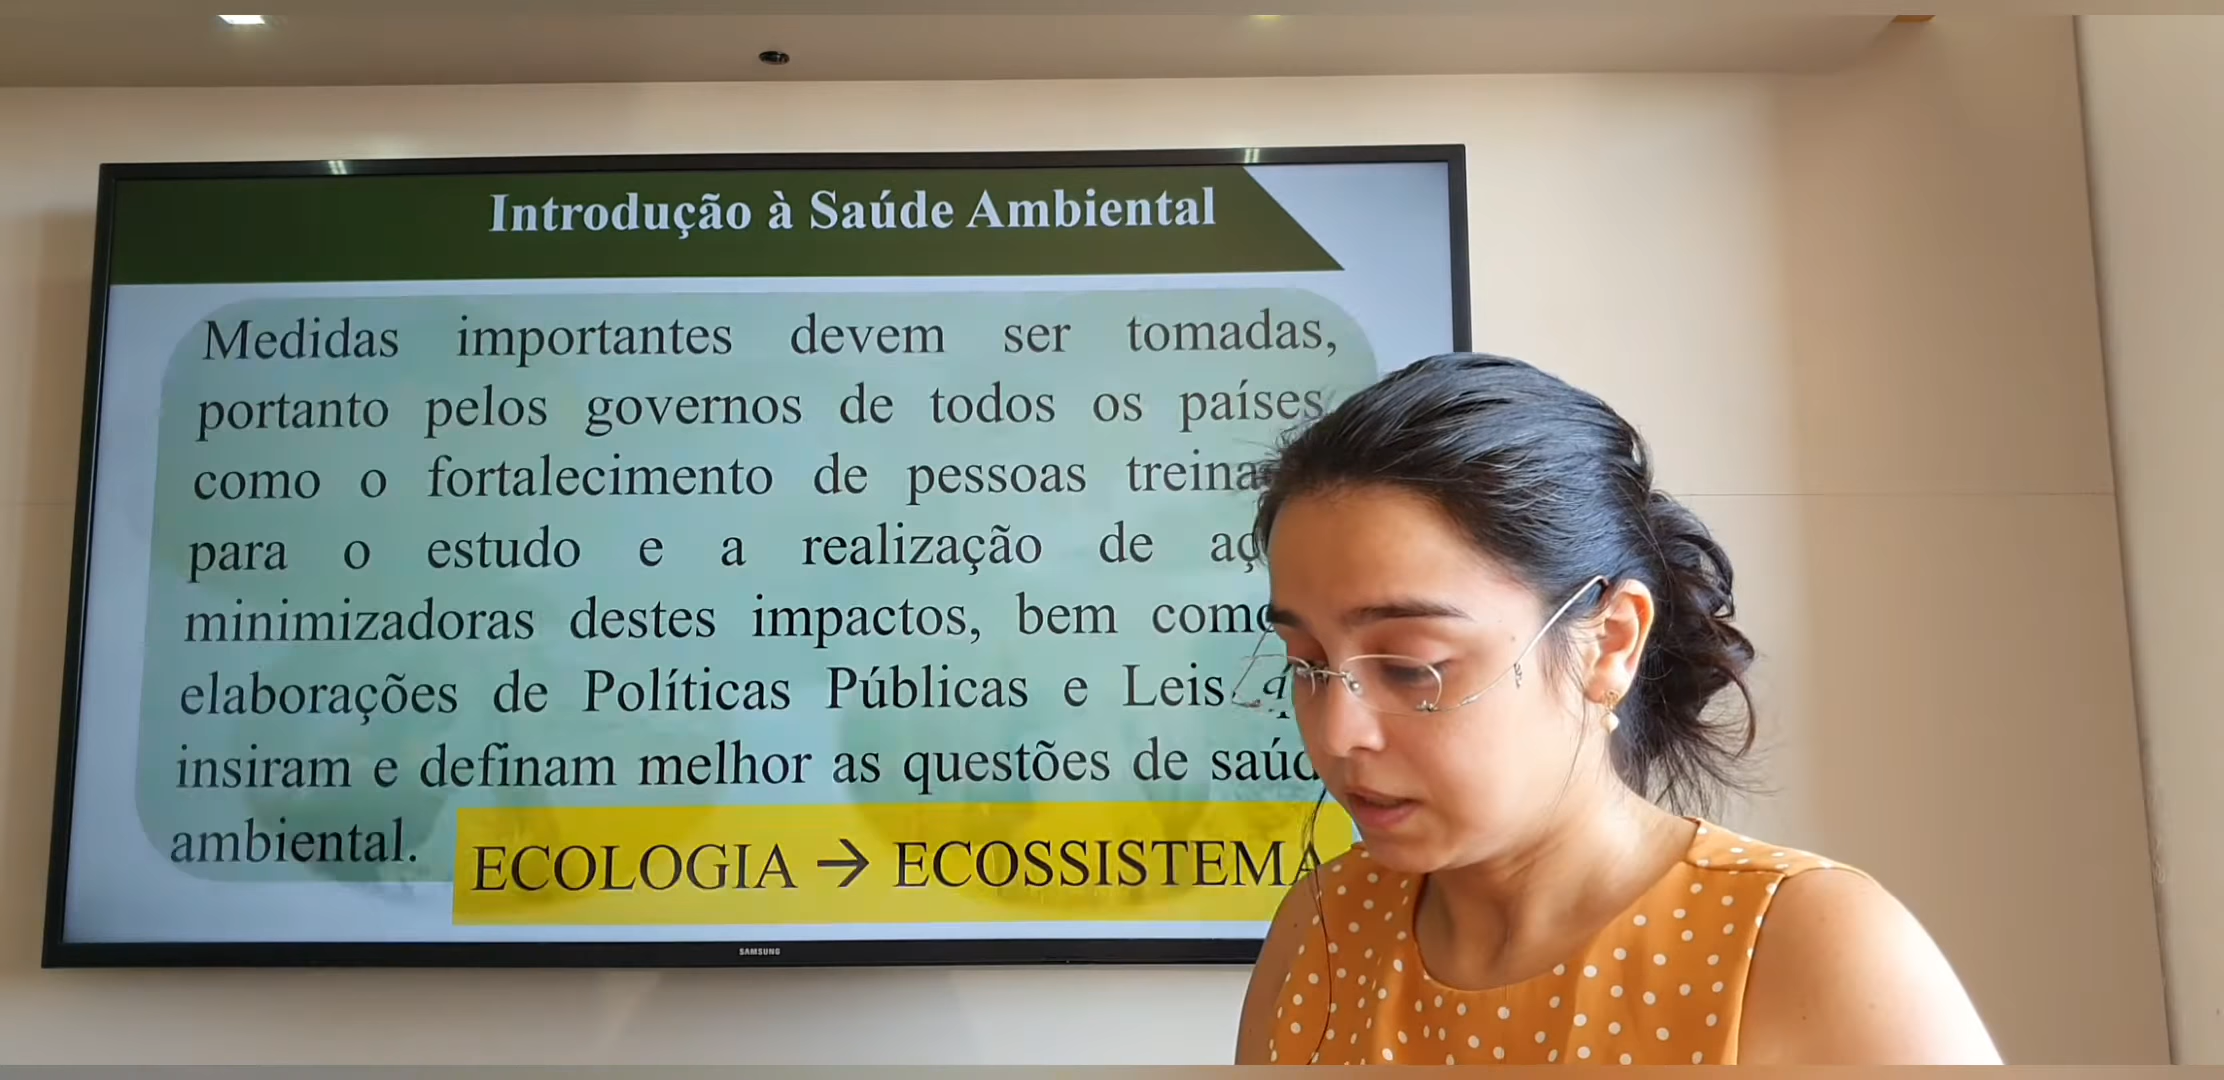 Introdução à Saúde Ambiental
Medidas importantes devem ser tomadas,
portanto pelos governos de todos os países
como o fortalecimento de pessoas
para o estudo e a realização de
minimizadoras destes impactos, bem como
elaborações de Políticas Públicas e Leis
insiram e definam melhor as questões de
ambiental.
ECOLOGIA → ECOSSISTEMA
SAMSUNG